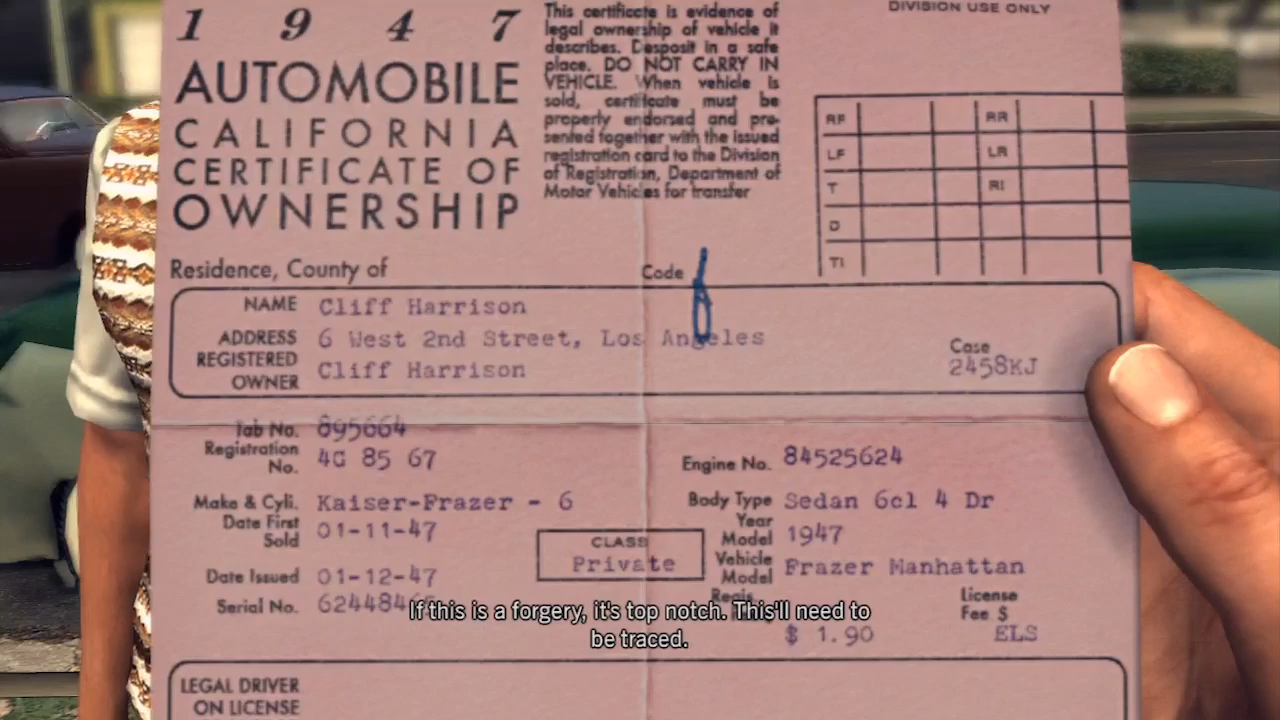 1 9 4 7
AUTOMOBILE
CALIFORNIA
CERTIFICATE OF
OWNERSHIP
This certificate is evidence of
legal ownership of vehicle it
describes. Desposit in a safe
place. DO NOT CARRY IN
VEHICLE. When vehicle is
sold, certificate must be
properly endorsed and pre-
sented together with the issued
registration card to the Division
of Registration, Department of
Motor Vehicles for transfer
DIVISION USE ONLY
RF RR
LF LR
T RI
D
TI
Residence, County of Code
NAME Cliff Harrison
ADDRESS 6 West 2nd Street, Los Angeles
REGISTERED OWNER Cliff Harrison
Case
2458KJ
Tab No. 895664
Registration No. 4G 85 67
Engine No. 84525624
Make & Cyli. Kaiser-Frazer - 6
Body Type Sedan 6cl 4 Dr
Date First Sold 01-11-47
Year Model 1947
CLASS
Private
Vehicle Model Frazer Manhattan
Date Issued 01-12-47
Serial No. 624484
Regis
$ 1.90
License
Fee $
ELS
If this is a forgery, it's top notch. This'll need to
be traced.
LEGAL DRIVER
ON LICENSE